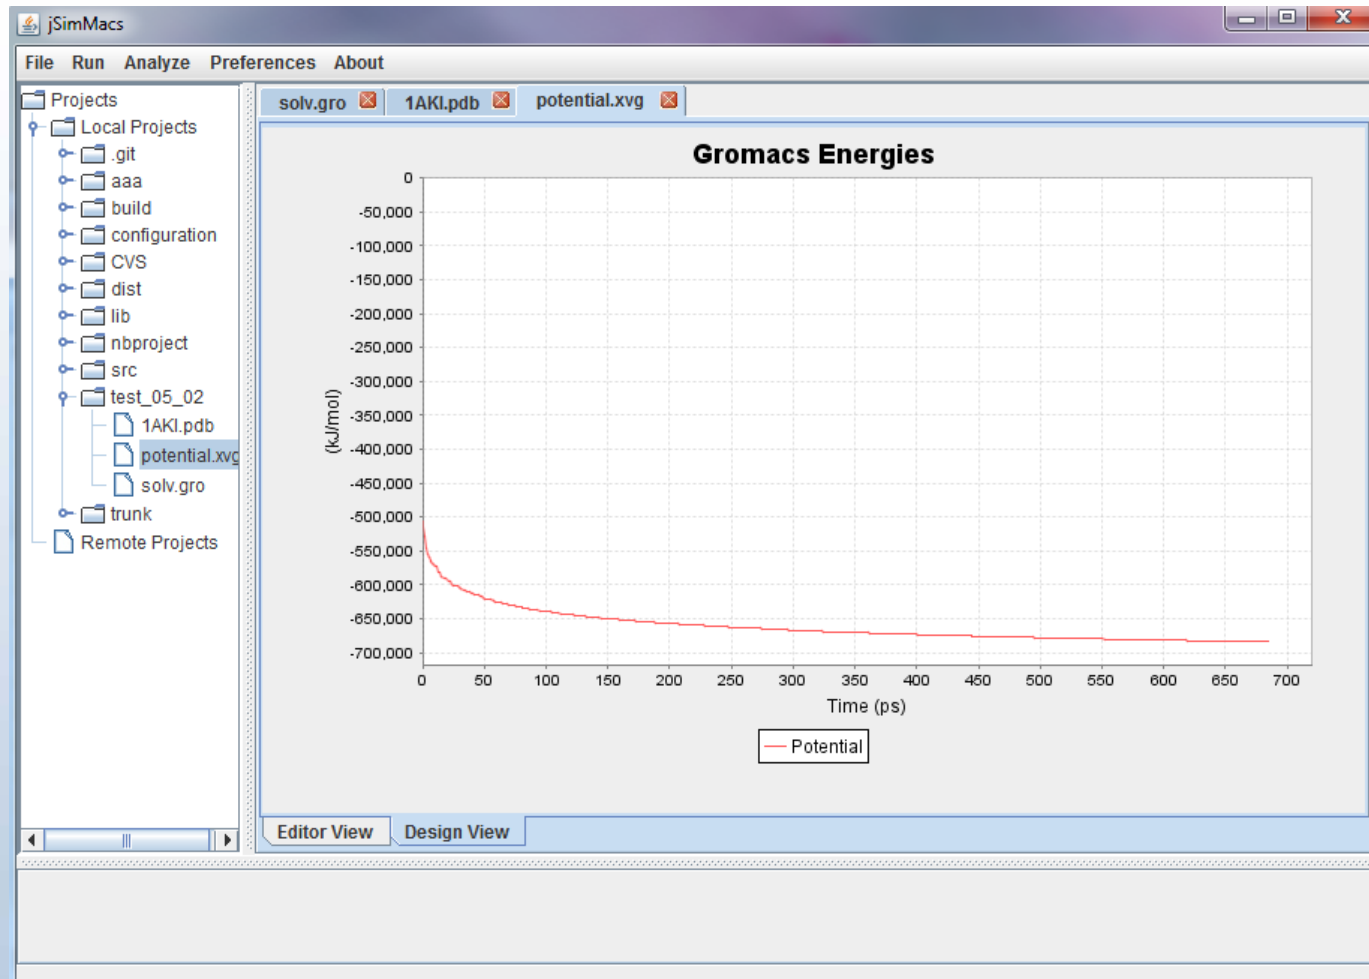 jSimMacs
File Run Analyze Preferences About
Projects
Local Projects
.git
aaa
build
configuration
CVS
dist
lib
nbproject
src
test_05_02
1AKI.pdb
potential.xvg
solv.gro
trunk
Remote Projects
solv.gro 1AKI.pdb potential.xvg
Gromacs Energies
0
-50,000
-100,000
-150,000
-200,000
-250,000
-300,000
-350,000
-400,000
-450,000
-500,000
-550,000
-600,000
-650,000
-700,000
(kJ/mol)
0 50 100 150 200 250 300 350 400 450 500 550 600 650 700
Time (ps)
Potential
Editor View Design View